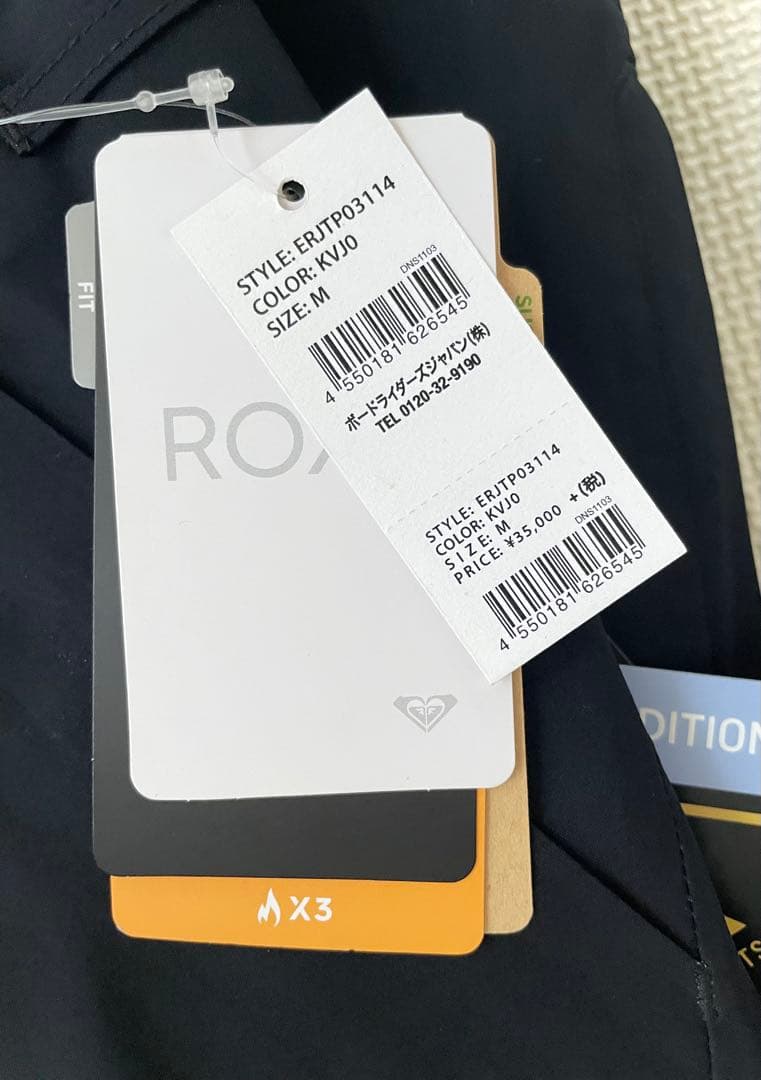 STYLE: ERJTP03114
COLOR: KVJ0
SIZE: M
DNS1103
4 550181 626545
ボードライダーズジャパン(株)
TEL 0120-32-9190
STYLE: ERJTP03114
COLOR: KVJ0
SIZE: M
PRICE: ¥35,000 +(税)
DNS1103
4 550181 626545
FIT
RO
DITION
X3
TS